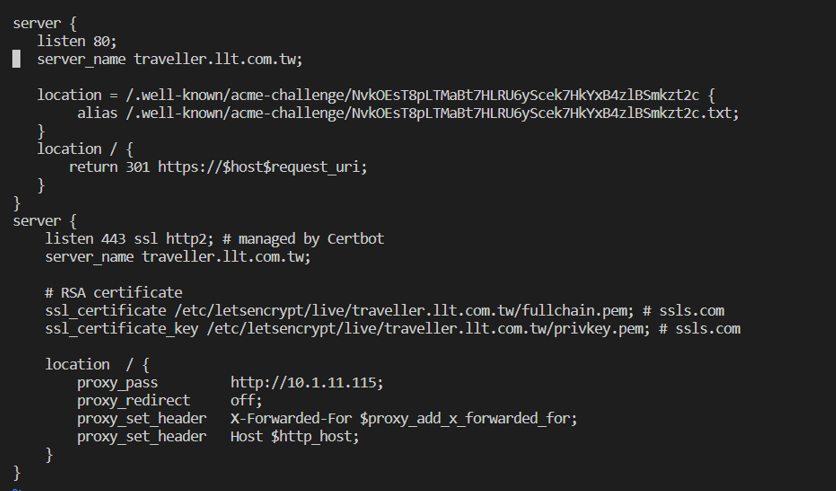 server {
listen 80;
server_name traveller.llt.com.tw;
location = /.well-known/acme-challenge/NvkOEsT8pLTMaBt7HLRU6yScek7HkYxB4zlBSmkzt2c {
alias /.well-known/acme-challenge/NvkOEsT8pLTMaBt7HLRU6yScek7HkYxB4zlBSmkzt2c.txt;
}
location / {
return 301 https://$host$request_uri;
}
}
server {
listen 443 ssl http2; # managed by Certbot
server_name traveller.llt.com.tw;
# RSA certificate
ssl_certificate /etc/letsencrypt/live/traveller.llt.com.tw/fullchain.pem; # ssls.com
ssl_certificate_key /etc/letsencrypt/live/traveller.llt.com.tw/privkey.pem; # ssls.com
location  / {
proxy_pass         http://10.1.11.115;
proxy_redirect     off;
proxy_set_header   X-Forwarded-For $proxy_add_x_forwarded_for;
proxy_set_header   Host $http_host;
}
}